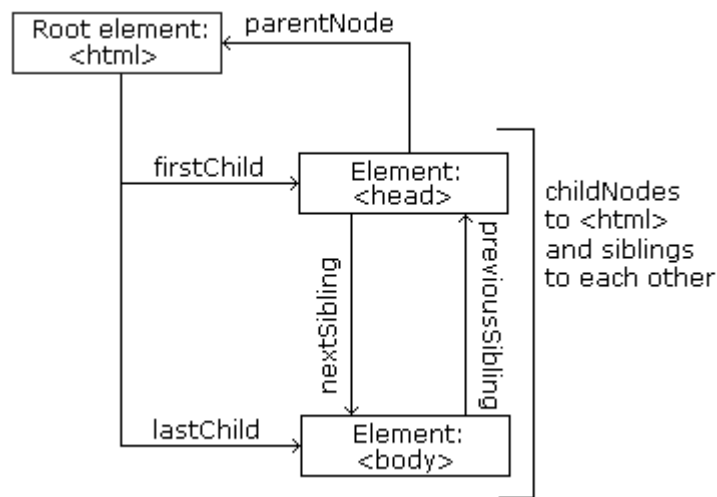 Root element:
<html>
parentNode
firstChild
Element:
<head>
childNodes
to <html>
and siblings
to each other
nextSibling
previousSibling
lastChild
Element:
<body>